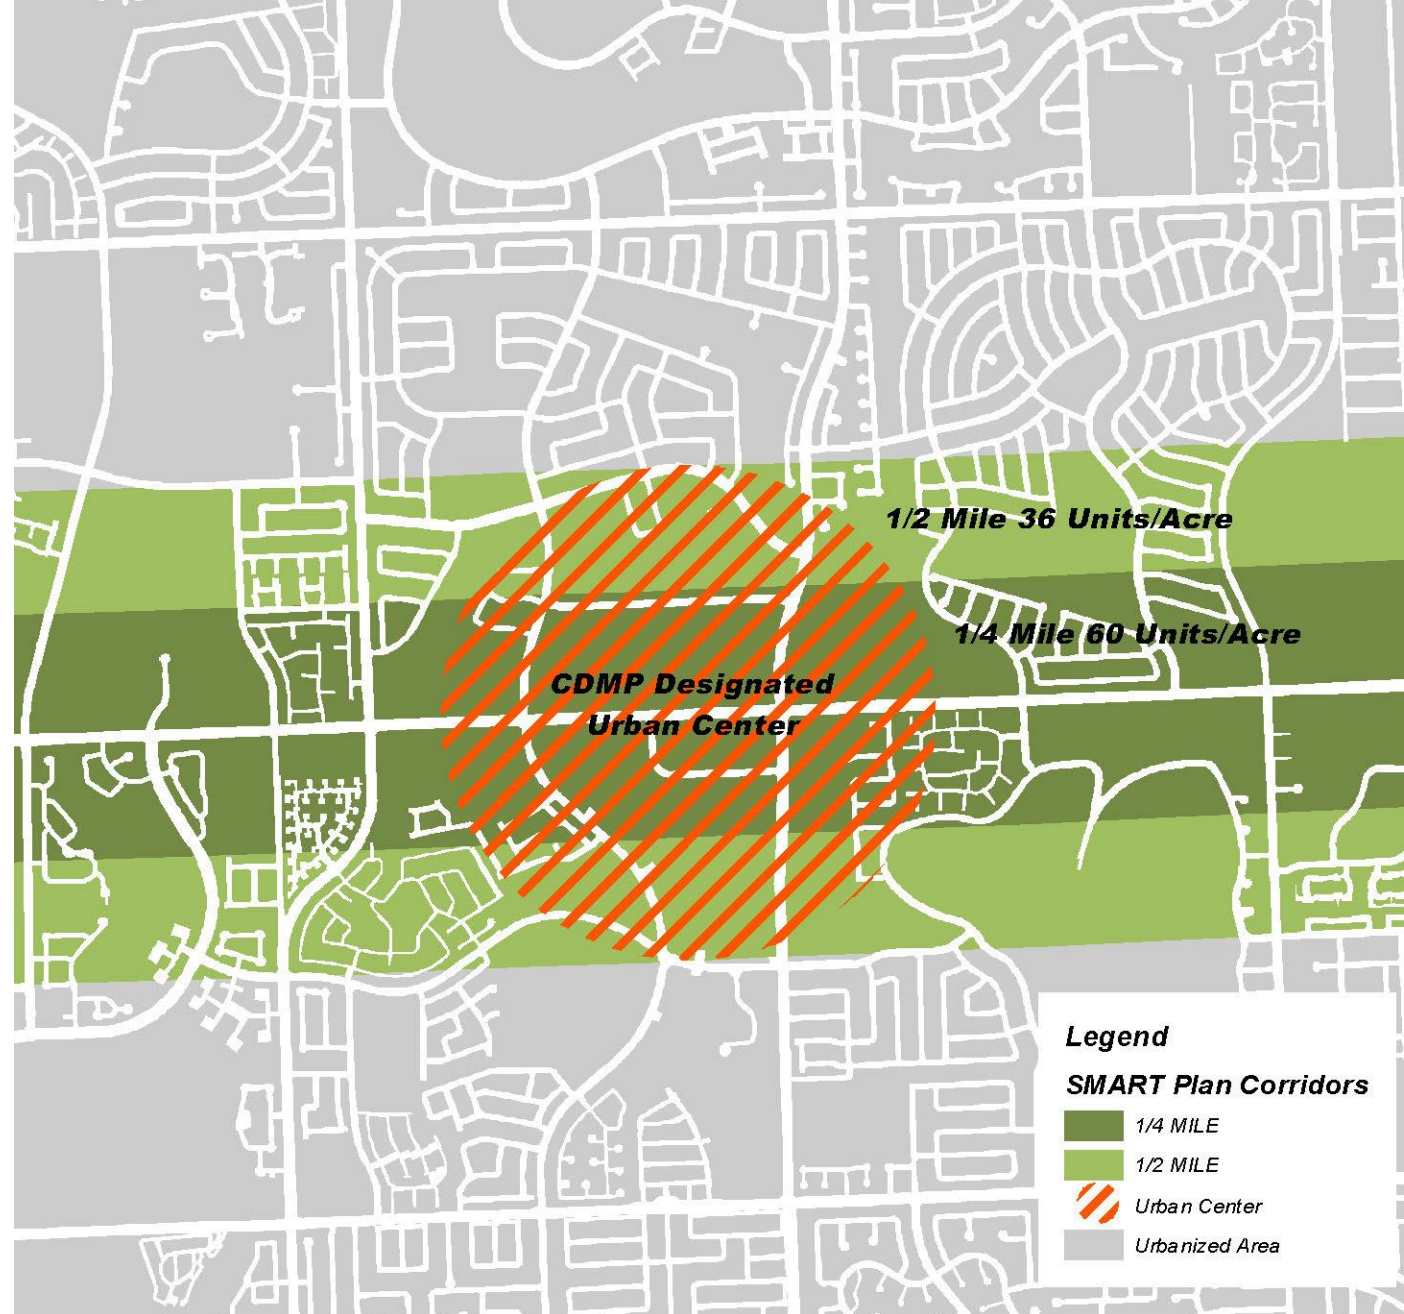 1/2 Mile 36 Units/Acre
1/4 Mile 60 Units/Acre
CDMP Designated
Urban Center
Legend
SMART Plan Corridors
1/4 MILE
1/2 MILE
Urban Center
Urbanized Area